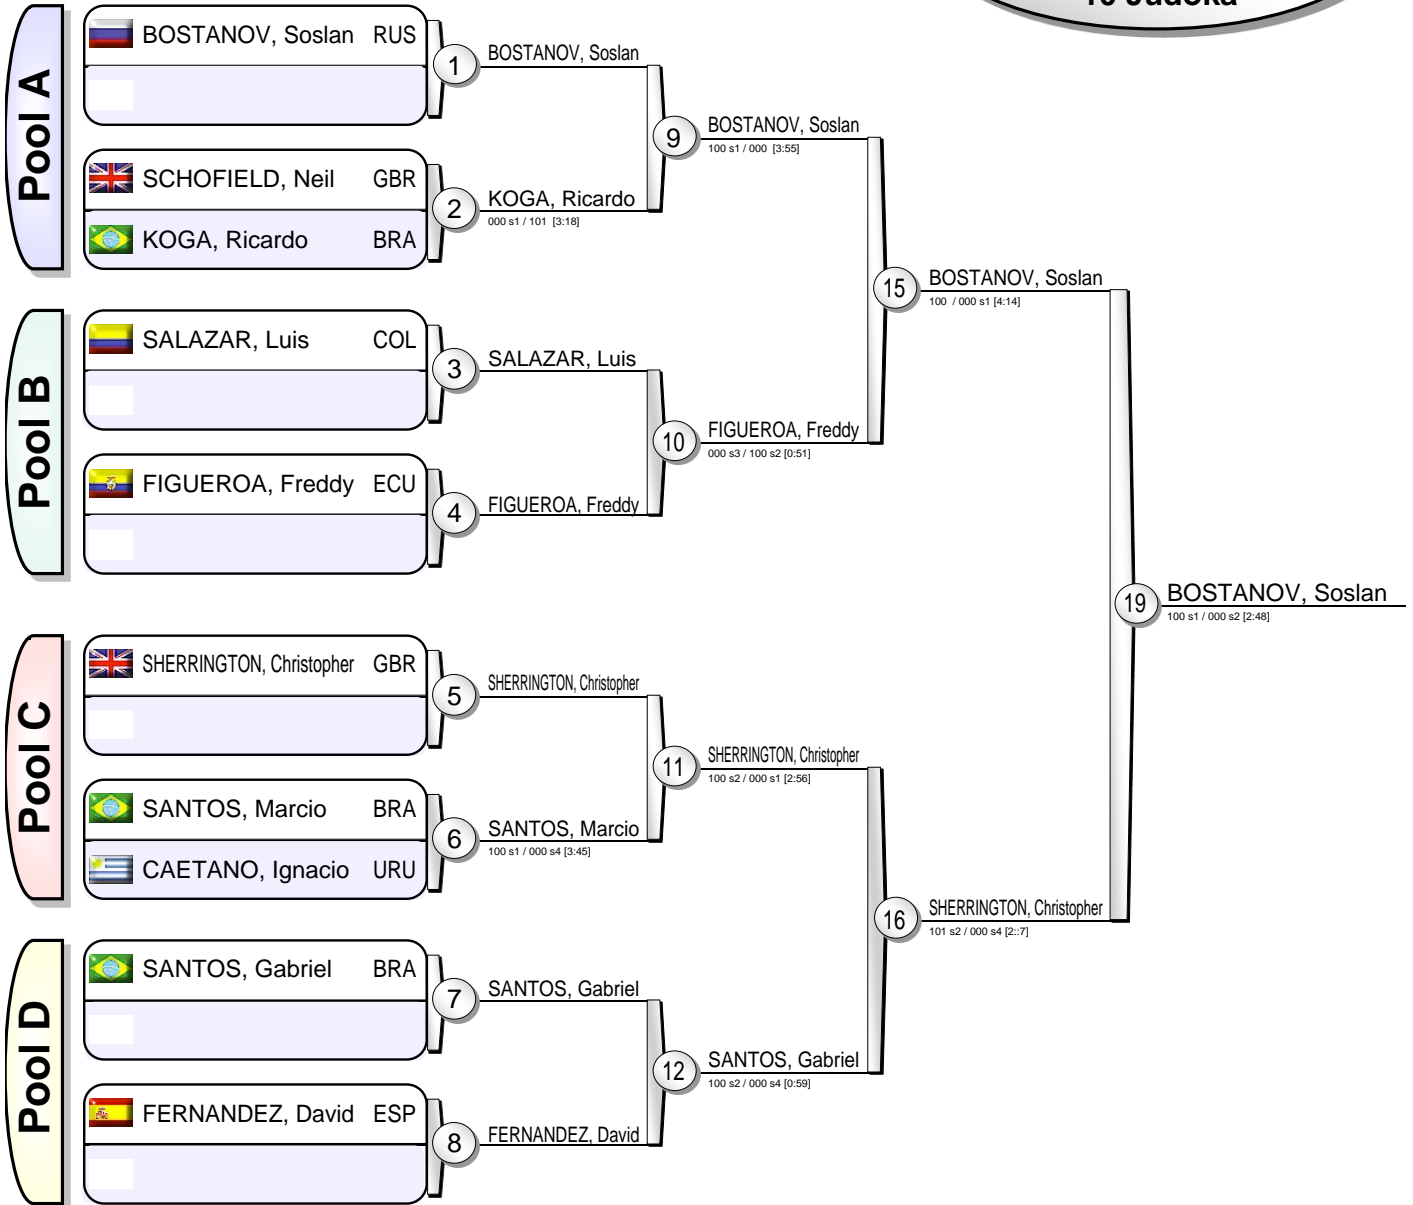 10 Judoka
Pool A
BOSTANOV, Soslan RUS
1
BOSTANOV, Soslan
SCHOFIELD, Neil GBR
KOGA, Ricardo BRA
2
KOGA, Ricardo
000 s1 / 101 [3:18]
9
BOSTANOV, Soslan
100 s1 / 000 [3:55]
Pool B
SALAZAR, Luis COL
3
SALAZAR, Luis
FIGUEROA, Freddy ECU
4
FIGUEROA, Freddy
10
FIGUEROA, Freddy
000 s3 / 100 s2 [0:51]
15
BOSTANOV, Soslan
100 / 000 s1 [4:14]
Pool C
SHERRINGTON, Christopher GBR
5
SHERRINGTON, Christopher
SANTOS, Marcio BRA
CAETANO, Ignacio URU
6
SANTOS, Marcio
100 s1 / 000 s4 [3:45]
11
SHERRINGTON, Christopher
100 s2 / 000 s1 [2:56]
Pool D
SANTOS, Gabriel BRA
7
SANTOS, Gabriel
FERNANDEZ, David ESP
8
FERNANDEZ, David
12
SANTOS, Gabriel
100 s2 / 000 s4 [0:59]
16
SHERRINGTON, Christopher
101 s2 / 000 s4 [2::7]
19
BOSTANOV, Soslan
100 s1 / 000 s2 [2:48]